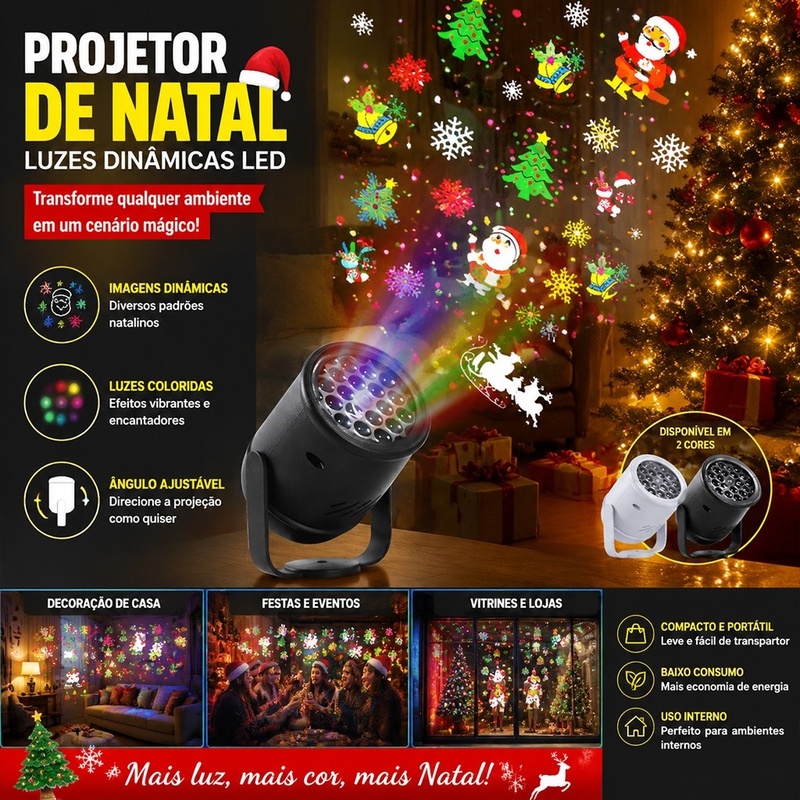 PROJETOR
DE NATAL
LUZES DINÂMICAS LED
Transforme qualquer ambiente
em um cenário mágico!
IMAGENS DINÂMICAS
Diversos padrões
natalinos
LUZES COLORIDAS
Efeitos vibrantes e
encantadores
ÂNGULO AJUSTÁVEL
Direcione a projeção
como quiser
DISPONÍVEL EM
2 CORES
DECORAÇÃO DE CASA
FESTAS E EVENTOS
VITRINES E LOJAS
COMPACTO E PORTÁTIL
Leve e fácil de transpartor
BAIXO CONSUMO
Mais economia de energia
USO INTERNO
Perfeito para ambientes
internos
Mais luz, mais cor, mais Natal!